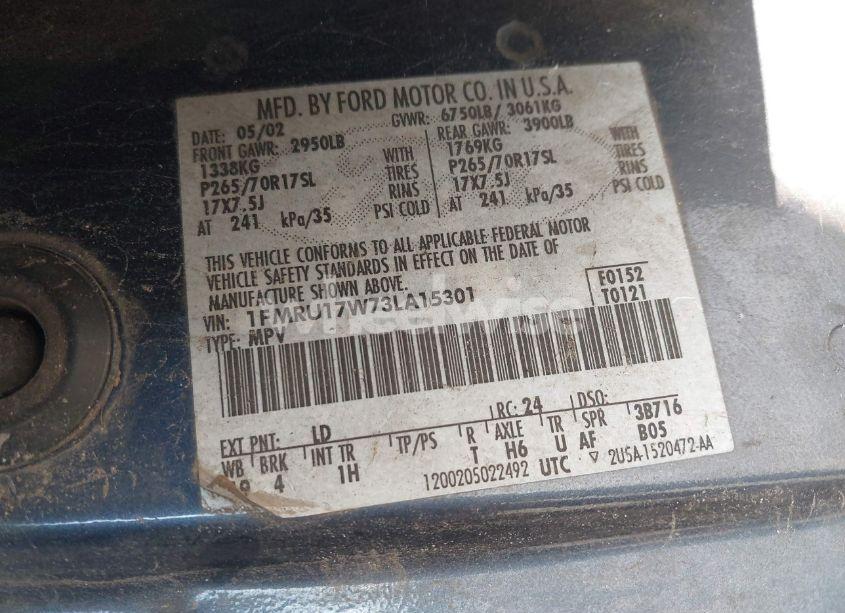 MFD. BY FORD MOTOR CO. IN U.S.A.
DATE: 05/02 GVWR: 6750LB/ 3061KG
FRONT GAWR: 2950LB REAR GAWR: 3900LB
1338KG WITH 1769KG WITH
P265/70R17SL TIRES P265/70R17SL TIRES
17X7.5J RIMS 17X7.5J RIMS
AT 241 kPa/35 PSI COLD AT 241 kPa/35 PSI COLD
THIS VEHICLE CONFORMS TO ALL APPLICABLE FEDERAL MOTOR
VEHICLE SAFETY STANDARDS IN EFFECT ON THE DATE OF
MANUFACTURE SHOWN ABOVE.
VIN: 1FMRU17W73LA15301 F0152
TYPE: MPV T0121
EXT PNT: LD RC: 24 DSO:
WB BRK INT TR TP/PS R AXLE TR SPR 3B716
9 4 1H T H6 U AF B05
1200205022492 UTC ▽ 2U5A-1520472-AA